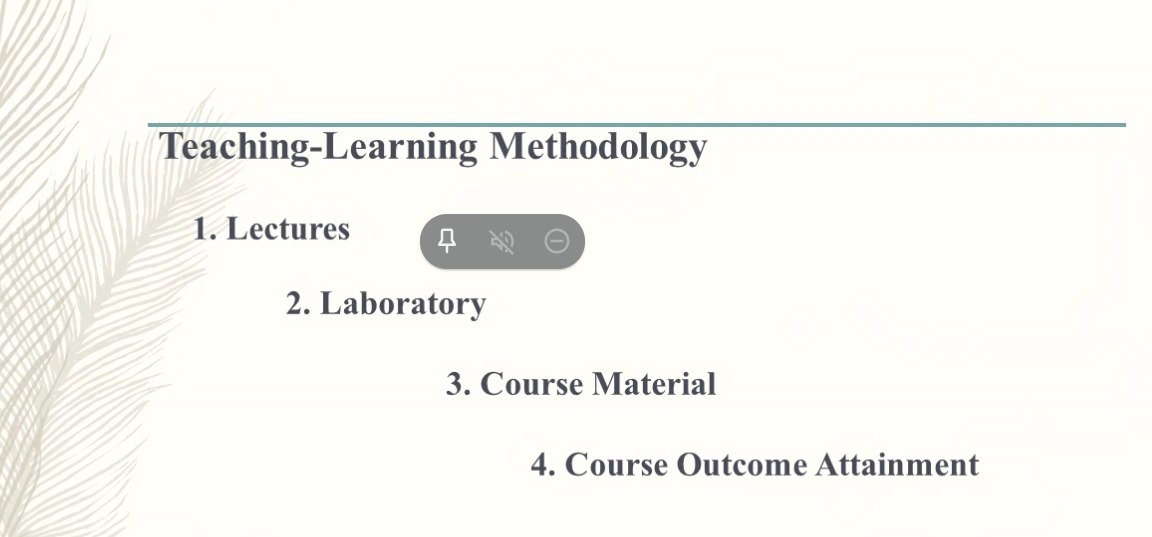 Teaching-Learning Methodology
1. Lectures
2. Laboratory
3. Course Material
4. Course Outcome Attainment